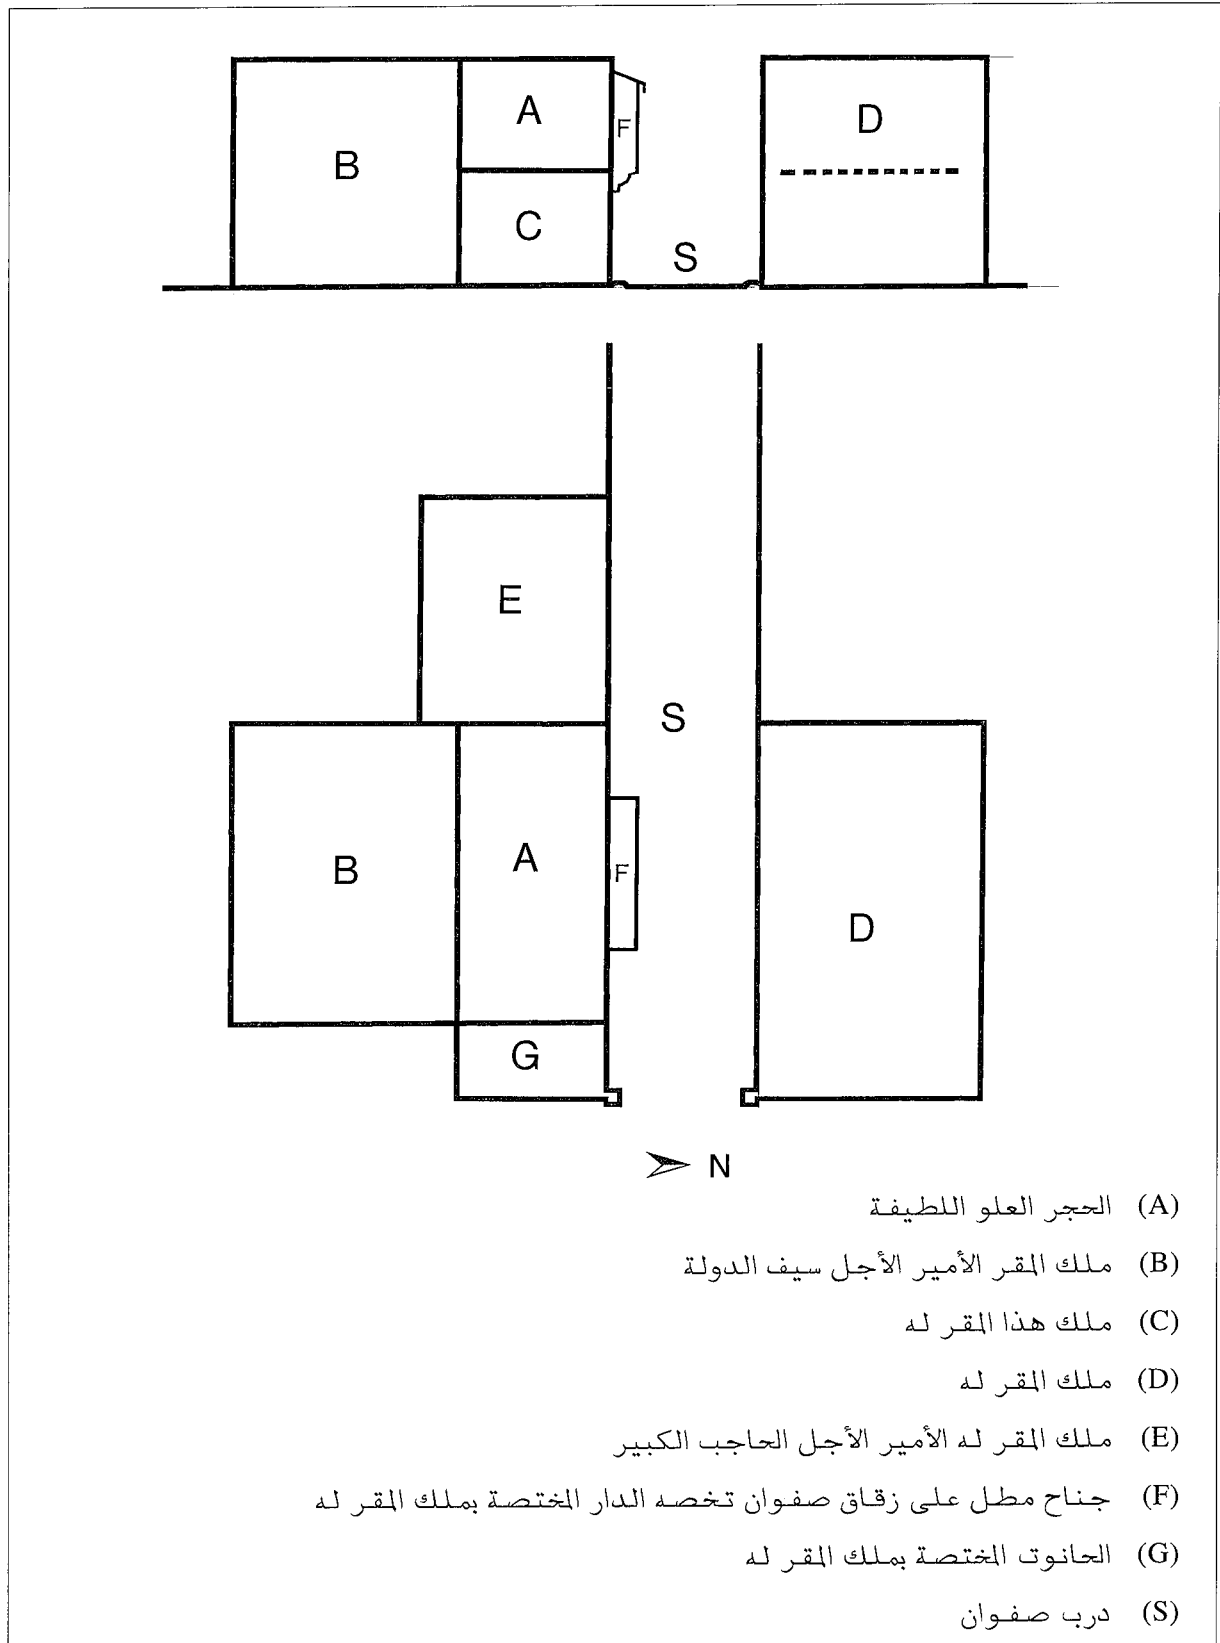 A
B
F
D
C
S
E
S
B
A
F
D
G
N
(A) الحجر العلو اللطيفة
(B) ملك المقر الأمير الأجل سيف الدولة
(C) ملك هذا المقر له
(D) ملك المقر له
(E) ملك المقر له الأمير الأجل الحاجب الكبير
(F) جناح مطل على زقاق صفوان تخصه الدار المختصة بملك المقر له
(G) الحانوت المختصة بملك المقر له
(S) درب صفوان